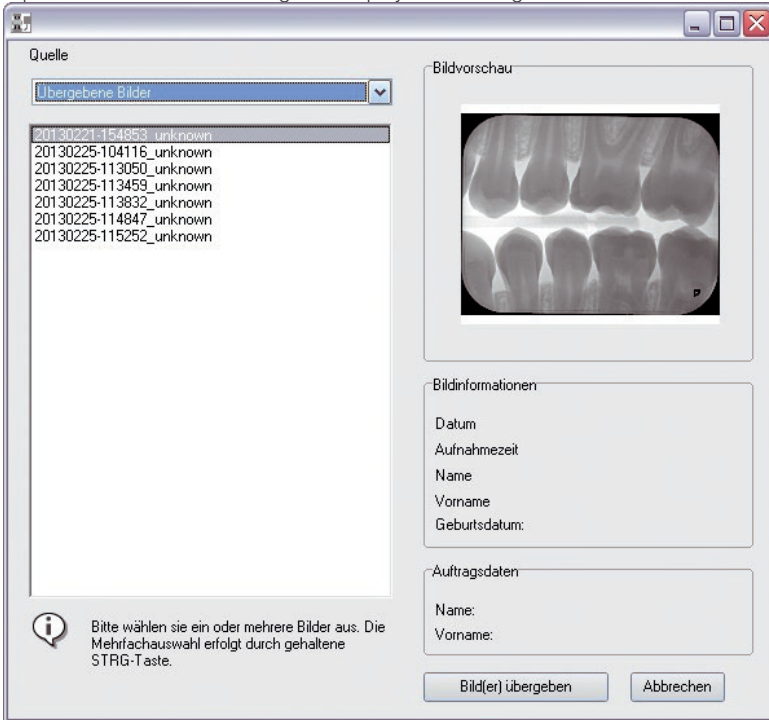 Quelle
Übergebene Bilder
20130221-154853_unknown
20130225-104116_unknown
20130225-113050_unknown
20130225-113459_unknown
20130225-113832_unknown
20130225-114847_unknown
20130225-115252_unknown
Bitte wählen sie ein oder mehrere Bilder aus. Die
Mehrfachauswahl erfolgt durch gehaltene
STRG-Taste.
Bildvorschau
Bildinformationen
Datum
Aufnahmezeit
Name
Vorname
Geburtsdatum:
Auftragsdaten
Name:
Vorname:
Bild(er) übergeben
Abbrechen